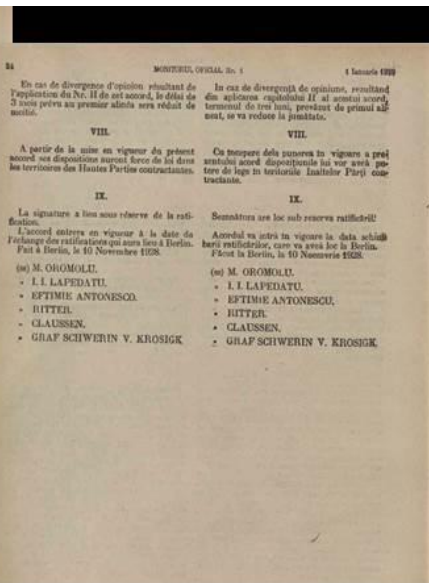 24
MONITORUL OFICIAL Nr. 1
1 Ianuarie 1929
En cas de divergence d'opinion résultant de
l'application du Nr. II de cet accord, le délai de
3 mois prévu au premier alinéa sera réduit de
moitié.
VIII.
A partir de la mise en vigueur du présent
accord ses dispositions auront force de loi dans
les territoires des Hautes Parties contractantes.
IX.
La signature a lieu sous réserve de la rati-
fication.
L'accord entrera en vigueur à la date de
l'échange des ratifications qui aura lieu à Berlin.
Fait à Berlin, le 10 Novembre 1928.
(ss) M. OROMOLU.
» I. I. LAPEDATU.
» EFTIMIE ANTONESCO.
» RITTER.
» CLAUSSEN.
» GRAF SCHWERIN V. KROSIGK
In caz de divergență de opiniune, rezultând
din aplicarea capitolului II al acestui acord,
termenul de trei luni, prevăzut de primul ali-
neat, se va reduce la jumătate.
VIII.
Cu începere dela punerea în vigoare a pre-
zentului acord dispozițiunile lui vor avea pu-
tere de lege în teritoriile Inaltelor Părți con-
tractante.
IX.
Semnătura are loc sub rezerva ratificării!
Acordul va intrà în vigoare la data schim-
bării ratificărilor, care va aveà loc la Berlin.
Făcut la Berlin, la 10 Noemvrie 1928.
(ss) M. OROMOLU.
» I. I. LAPEDATU.
» EFTIMIE ANTONESCU.
» RITTER.
» CLAUSSEN.
» GRAF SCHWERIN V. KROSIGK.